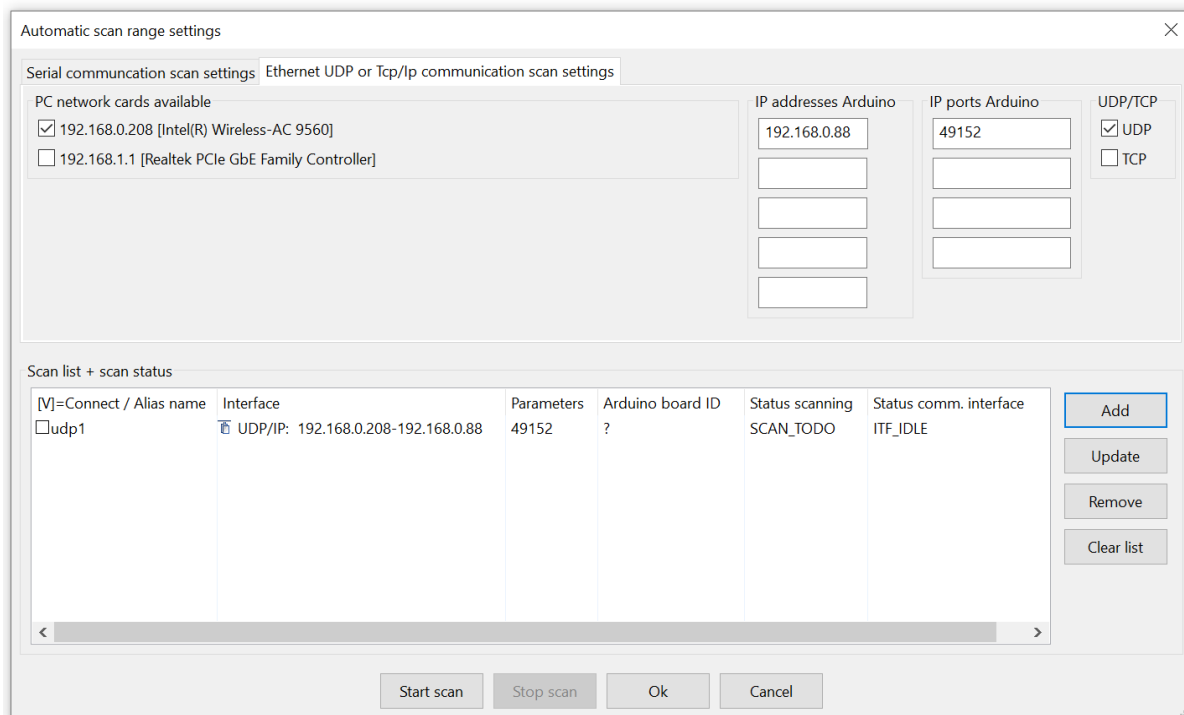 Automatic scan range settings
Serial communcation scan settings Ethernet UDP or Tcp/Ip communication scan settings
PC network cards available
192.168.0.208 [Intel(R) Wireless-AC 9560]
192.168.1.1 [Realtek PCIe GbE Family Controller]
IP addresses Arduino
192.168.0.88
IP ports Arduino
49152
UDP/TCP
UDP
TCP
Scan list + scan status
[V]=Connect / Alias name Interface Parameters Arduino board ID Status scanning Status comm. interface
udp1 UDP/IP: 192.168.0.208-192.168.0.88 49152 ? SCAN_TODO ITF_IDLE
Add
Update
Remove
Clear list
Start scan Stop scan Ok Cancel